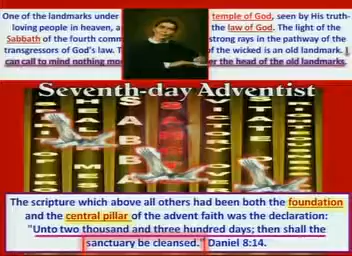 One of the landmarks under temple of God, seen by His truth-
loving people in heaven, a the law of God. The light of the
Sabbath of the fourth comm strong rays in the pathway of the
transgressors of God's law. T of the wicked is an old landmark. I
can call to mind nothing mo er the head of the old landmarks.
Seventh-day Adventist
SABBA
STATE
The scripture which above all others had been both the foundation
and the central pillar of the advent faith was the declaration:
"Unto two thousand and three hundred days; then shall the
sanctuary be cleansed." Daniel 8:14.